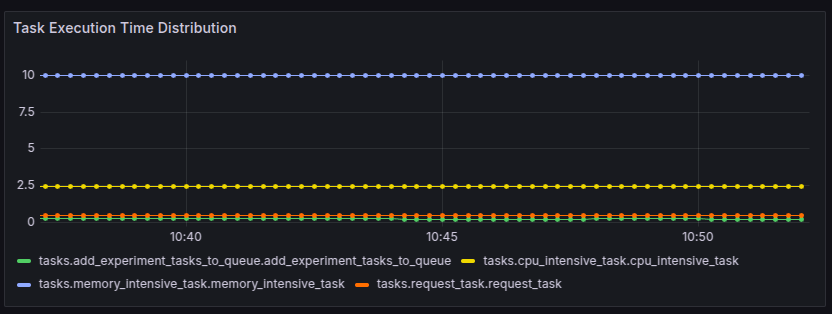 Task Execution Time Distribution
10
7.5
5
2.5
0
10:40 10:45 10:50
tasks.add_experiment_tasks_to_queue.add_experiment_tasks_to_queue tasks.cpu_intensive_task.cpu_intensive_task
tasks.memory_intensive_task.memory_intensive_task tasks.request_task.request_task